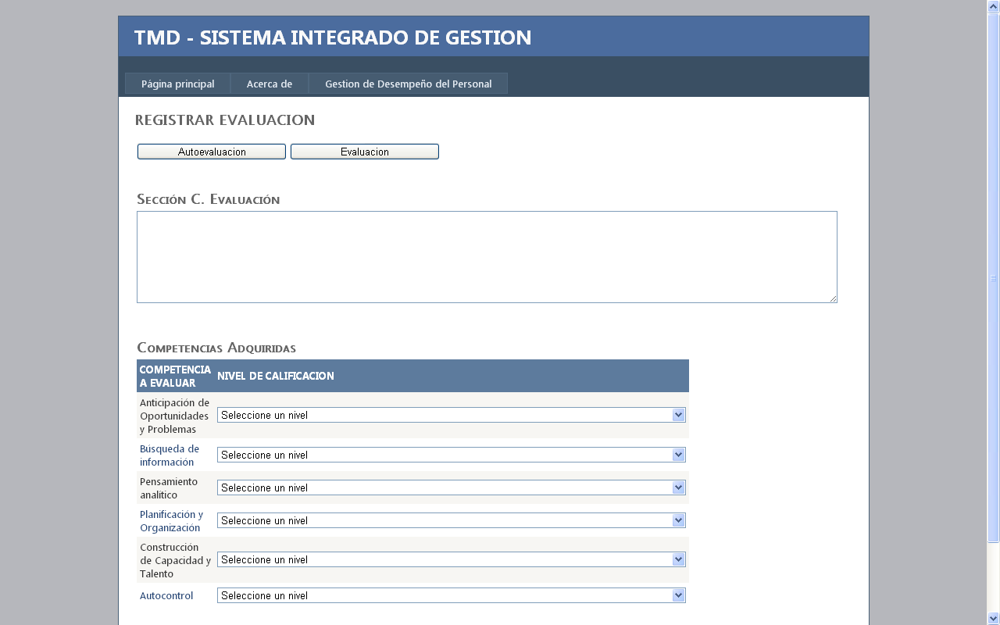 TMD - SISTEMA INTEGRADO DE GESTION
Página principal
Acerca de
Gestion de Desempeño del Personal
REGISTRAR EVALUACION
Autoevaluacion
Evaluacion
Sección C. Evaluación
Competencias Adquiridas
COMPETENCIA
A EVALUAR
NIVEL DE CALIFICACION
Anticipación de
Oportunidades
y Problemas
Seleccione un nivel
Búsqueda de
información
Seleccione un nivel
Pensamiento
analítico
Seleccione un nivel
Planificación y
Organización
Seleccione un nivel
Construcción
de Capacidad y
Talento
Seleccione un nivel
Autocontrol
Seleccione un nivel